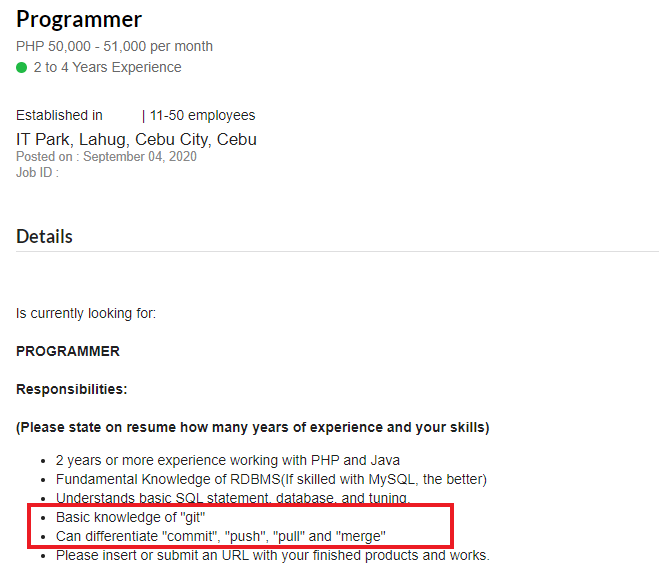 Programmer
PHP 50,000 - 51,000 per month
2 to 4 Years Experience
Established in | 11-50 employees
IT Park, Lahug, Cebu City, Cebu
Posted on : September 04, 2020
Job ID :
Details
Is currently looking for:
PROGRAMMER
Responsibilities:
(Please state on resume how many years of experience and your skills)
• 2 years or more experience working with PHP and Java
• Fundamental Knowledge of RDBMS(If skilled with MySQL, the better)
• Understands basic SQL statement, database, and tuning.
• Basic knowledge of "git"
• Can differentiate "commit", "push", "pull" and "merge"
• Please insert or submit an URL with your finished products and works.